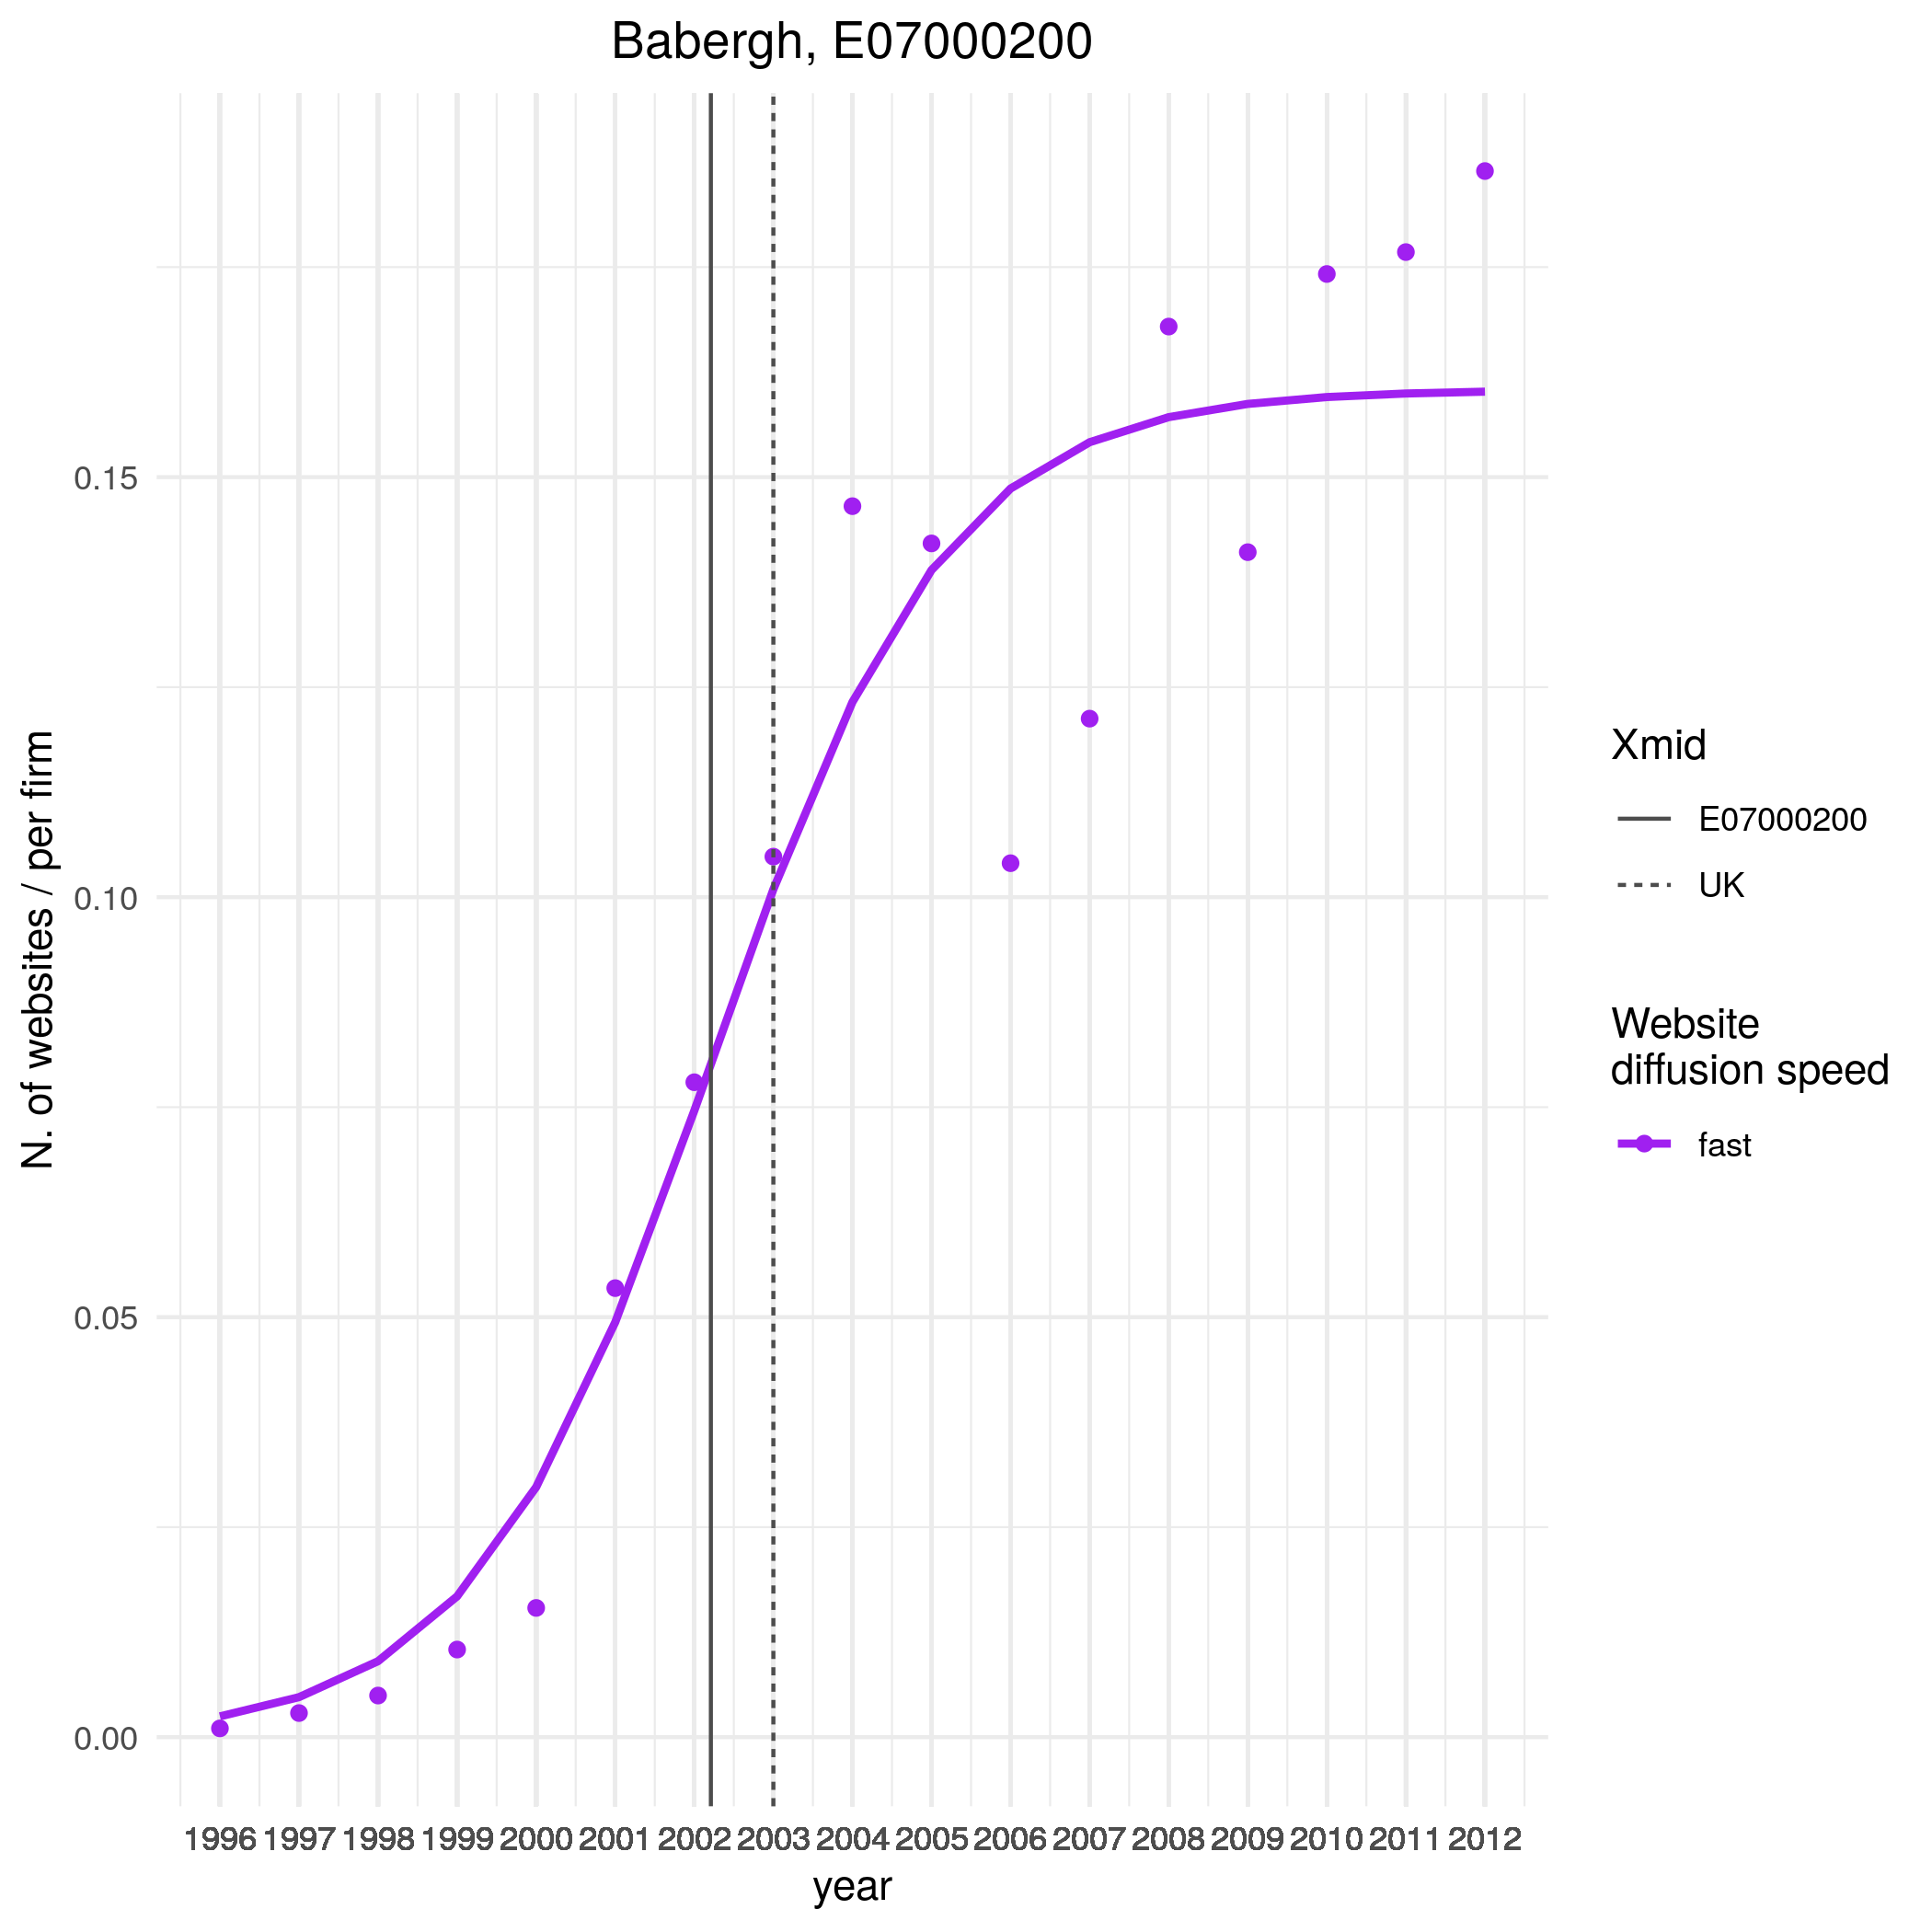 Babergh, E07000200
N. of websites / per firm
0.15
0.10
0.05
0.00
1996 1997 1998 1999 2000 2001 2002 2003 2004 2005 2006 2007 2008 2009 2010 2011 2012
year
Xmid
E07000200
UK
Website
diffusion speed
fast